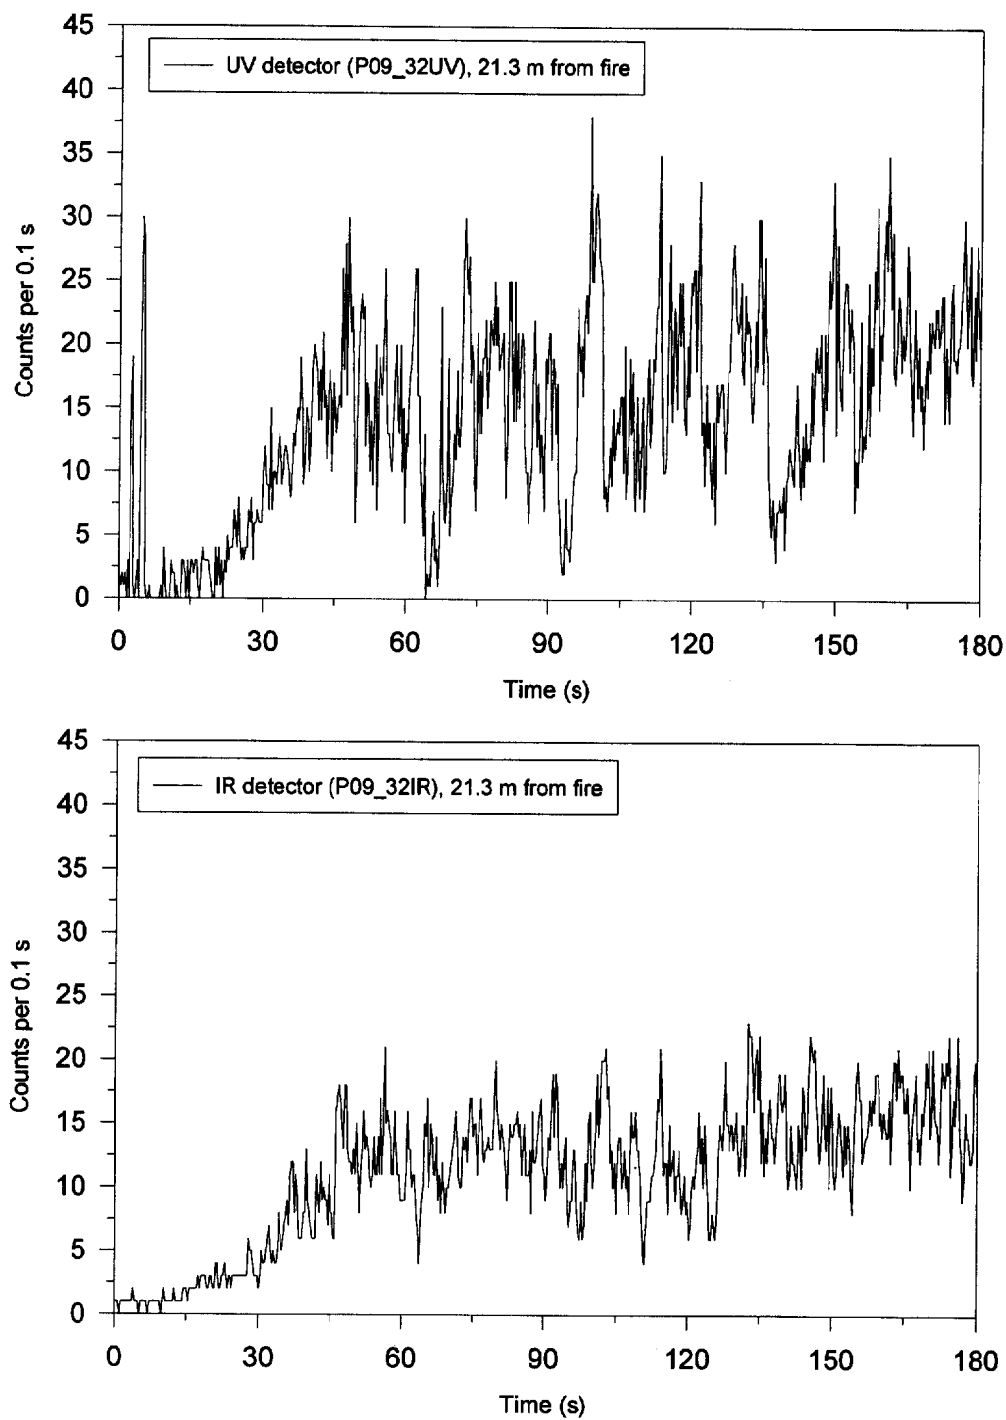 UV detector (P09_32UV), 21.3 m from fire
Counts per 0.1 s
45
40
35
30
25
20
15
10
5
0
0 30 60 90 120 150 180
Time (s)
IR detector (P09_32IR), 21.3 m from fire
Counts per 0.1 s
45
40
35
30
25
20
15
10
5
0
0 30 60 90 120 150 180
Time (s)